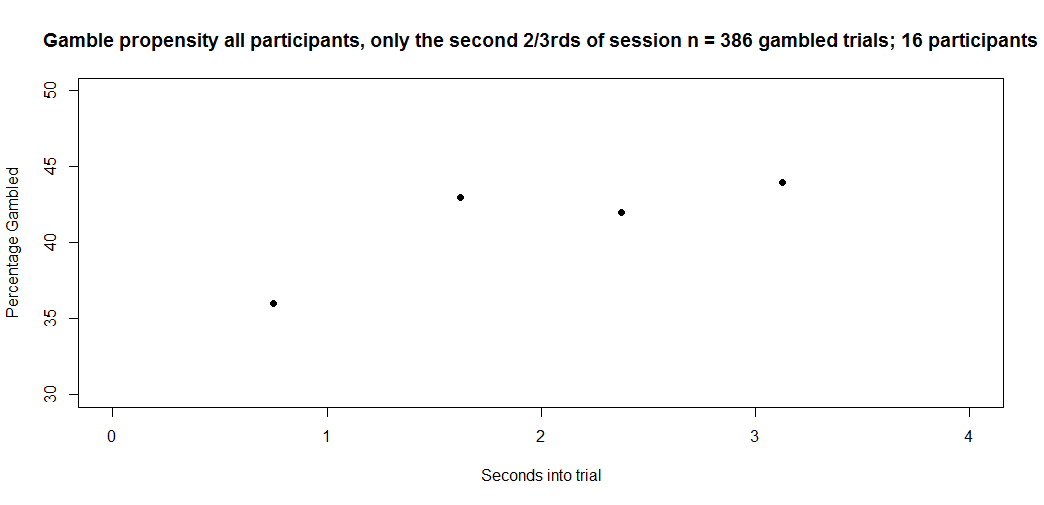 Gamble propensity all participants, only the second 2/3rds of session n = 386 gambled trials; 16 participants
50
45
40
35
30
Percentage Gambled
0 1 2 3 4
Seconds into trial